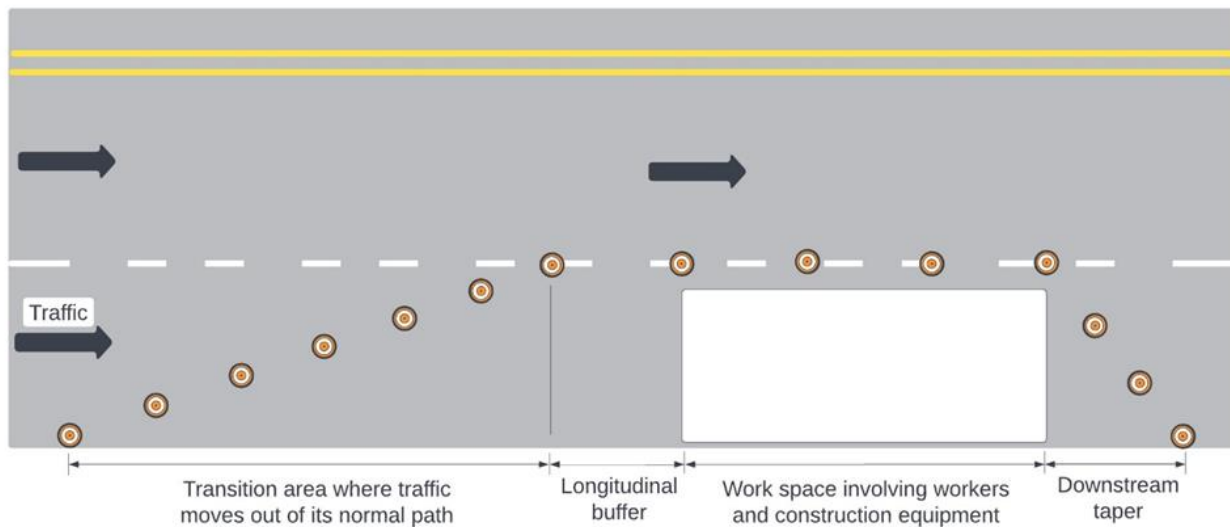 Traffic
Transition area where traffic
moves out of its normal path
Longitudinal
buffer
Work space involving workers
and construction equipment
Downstream
taper